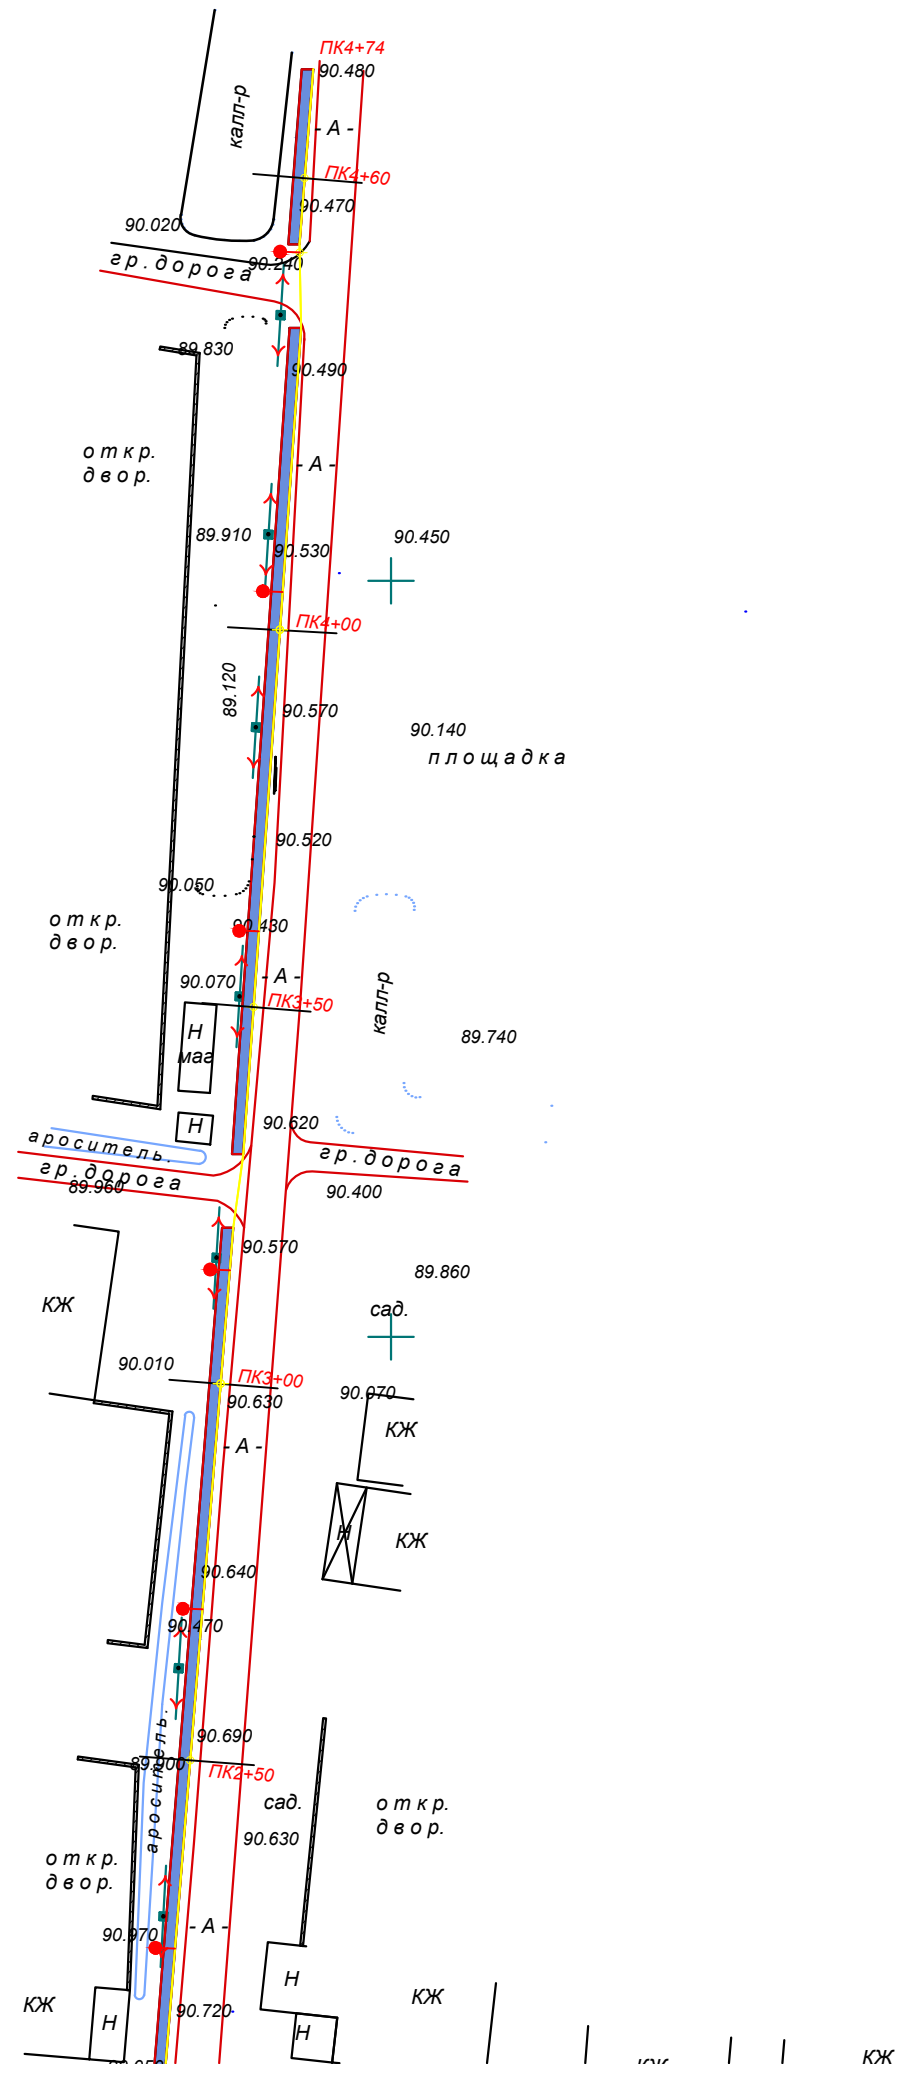 ПК4+74
90.480
калл-р
- А -
ПК4+60
90.470
90.020
гр.дорога
90.240
89.830
90.490
откр.
двор.
- А -
89.910
90.530
90.450
ПК4+00
89.120
90.570
90.140
площадка
90.520
90.050
откр.
двор.
90.430
90.070
- А -
ПК3+50
калл-р
89.740
Н
маг
Н
90.620
ароситель.
гр.дорога
гр.дорога
89.960
90.400
90.570
89.860
КЖ
сад.
90.010
ПК3+00
90.630
90.070
- А -
КЖ
Н
КЖ
90.640
90.470
90.690
89.900
ПК2+50
ароситель.
сад.
откр.
двор.
90.630
откр.
двор.
90.970
- А -
Н
КЖ
КЖ
90.720
Н
Н
КЖ
КЖ